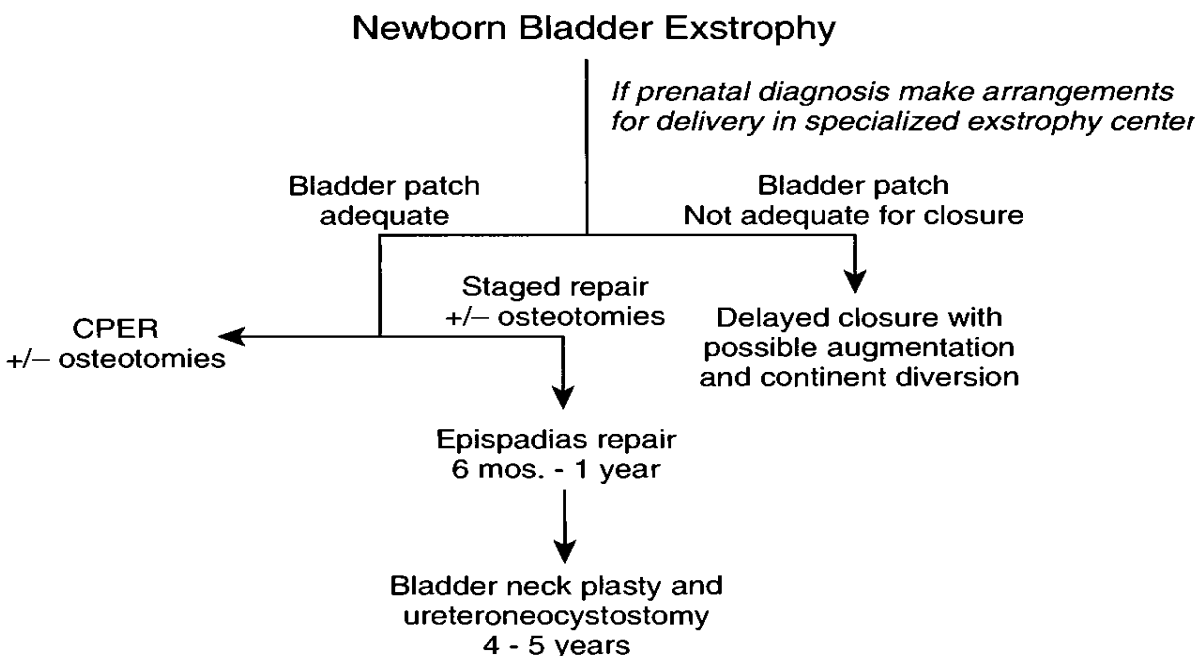 Newborn Bladder Exstrophy
If prenatal diagnosis make arrangements
for delivery in specialized exstrophy center
Bladder patch
adequate
Bladder patch
Not adequate for closure
Staged repair
+/– osteotomies
CPER
+/– osteotomies
Delayed closure with
possible augmentation
and continent diversion
Epispadias repair
6 mos. - 1 year
Bladder neck plasty and
ureteroneocystostomy
4 - 5 years